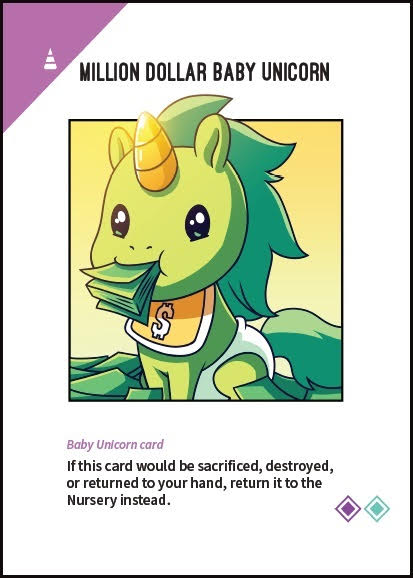 MILLION DOLLAR BABY UNICORN
$
Baby Unicorn card
If this card would be sacrificed, destroyed,
or returned to your hand, return it to the
Nursery instead.